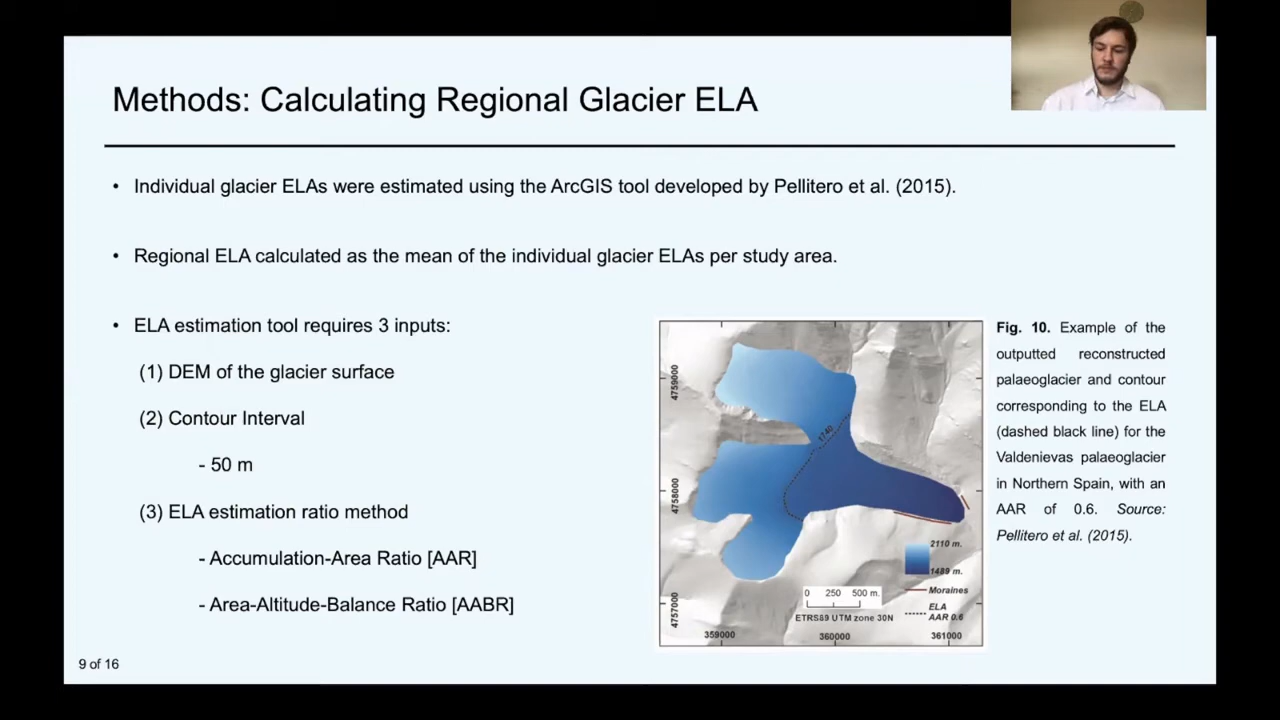 Methods: Calculating Regional Glacier ELA
• Individual glacier ELAs were estimated using the ArcGIS tool developed by Pellitero et al. (2015).
• Regional ELA calculated as the mean of the individual glacier ELAs per study area.
• ELA estimation tool requires 3 inputs:
(1) DEM of the glacier surface
(2) Contour Interval
- 50 m
(3) ELA estimation ratio method
- Accumulation-Area Ratio [AAR]
- Area-Altitude-Balance Ratio [AABR]
4759000
4758000
4757000
1740
2110 m.
1489 m.
Moraines
ELA
AAR 0.6
0 250 500 m.
ETRS89 UTM zone 30N
359000 360000 361000
Fig. 10. Example of the
outputted reconstructed
palaeoglacier and contour
corresponding to the ELA
(dashed black line) for the
Valdenievas palaeoglacier
in Northern Spain, with an
AAR of 0.6. Source:
Pellitero et al. (2015).
9 of 16